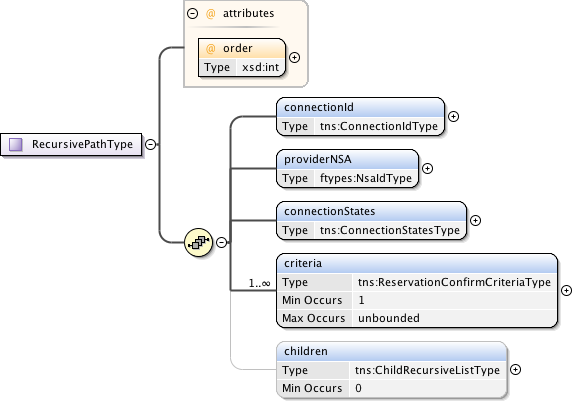 @ attributes
@ order
Type xsd:int
RecursivePathType
connectionId
Type tns:ConnectionIdType
providerNSA
Type ftypes:NsaIdType
connectionStates
Type tns:ConnectionStatesType
1..∞
criteria
Type tns:ReservationConfirmCriteriaType
Min Occurs 1
Max Occurs unbounded
children
Type tns:ChildRecursiveListType
Min Occurs 0